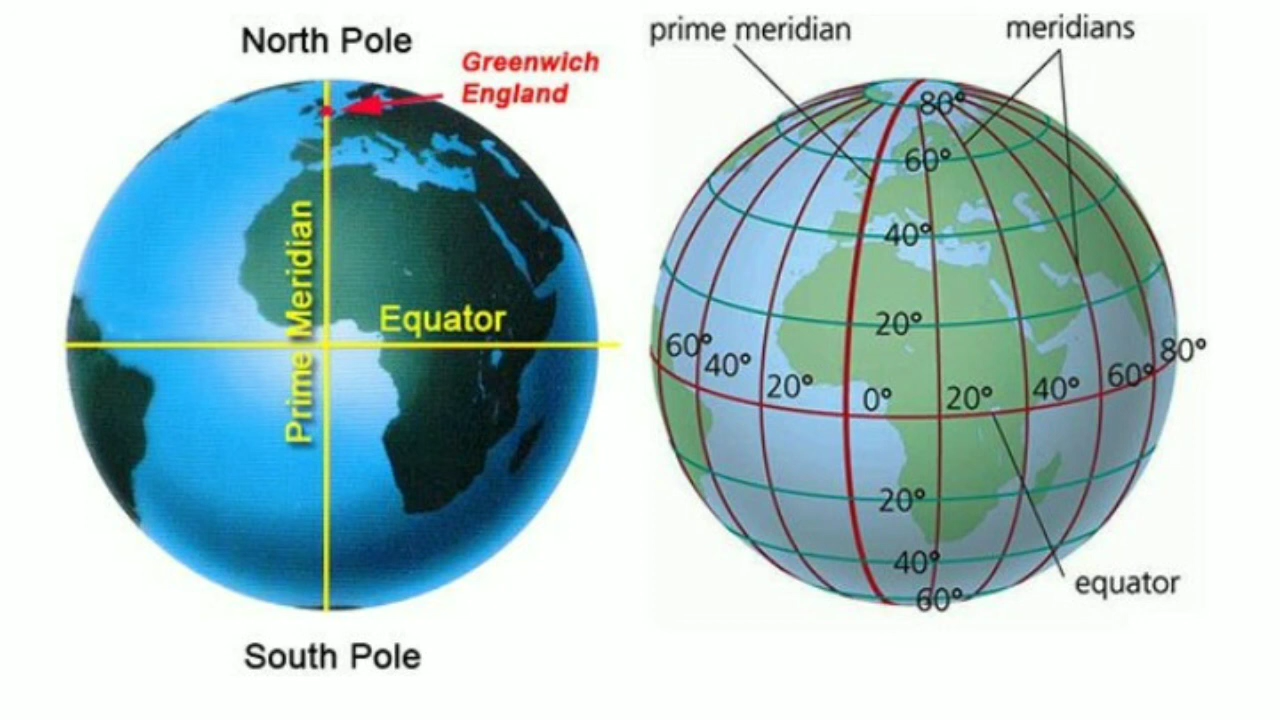 North Pole
Greenwich
England
Prime Meridian
Equator
South Pole
prime meridian
meridians
80°
60°
40°
20°
60°
40°
20°
0°
20°
40°
60°
80°
20°
40°
60°
equator